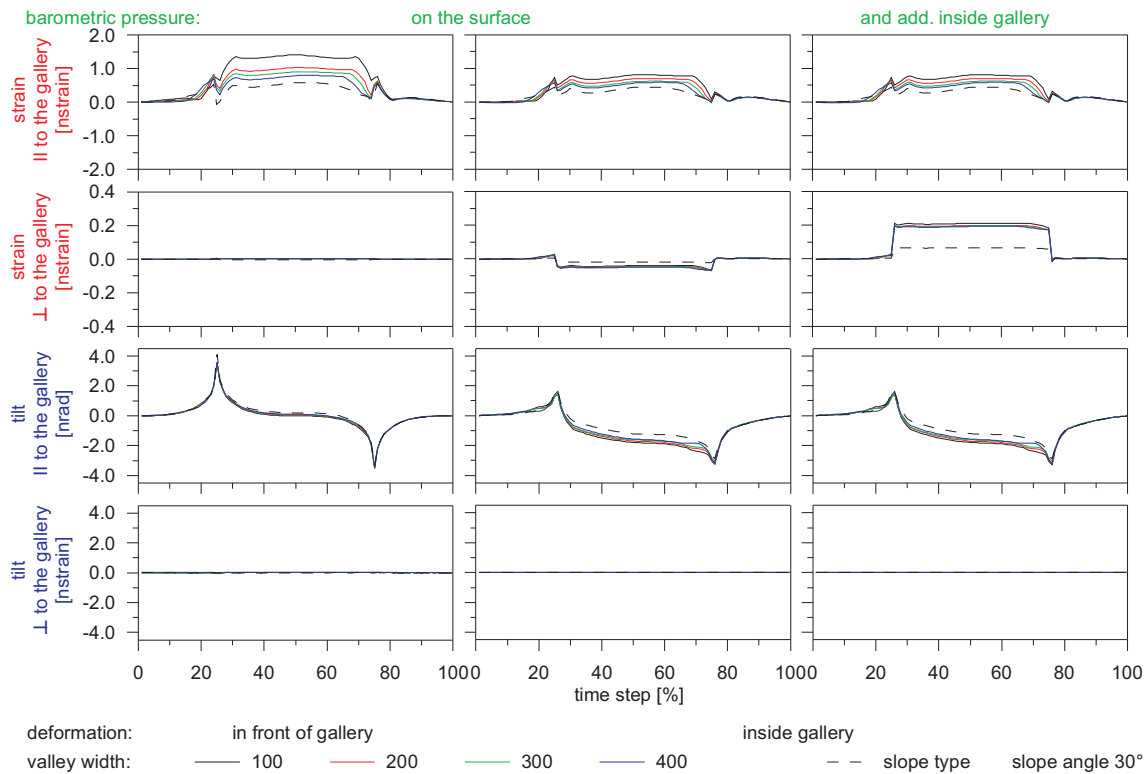 barometric pressure: on the surface and add. inside gallery
strain
II to the gallery
[nstrain]
2.0
1.0
0.0
-1.0
-2.0
strain
⊥ to the gallery
[nstrain]
0.4
0.2
0.0
-0.2
-0.4
tilt
II to the gallery
[nrad]
4.0
2.0
0.0
-2.0
-4.0
tilt
⊥ to the gallery
[nstrain]
4.0
2.0
0.0
-2.0
-4.0
0 20 40 60 80 100 0 20 40 60 80 100 0 20 40 60 80 100
time step [%]
deformation: in front of gallery inside gallery
valley width: 100 200 300 400 slope type slope angle 30°